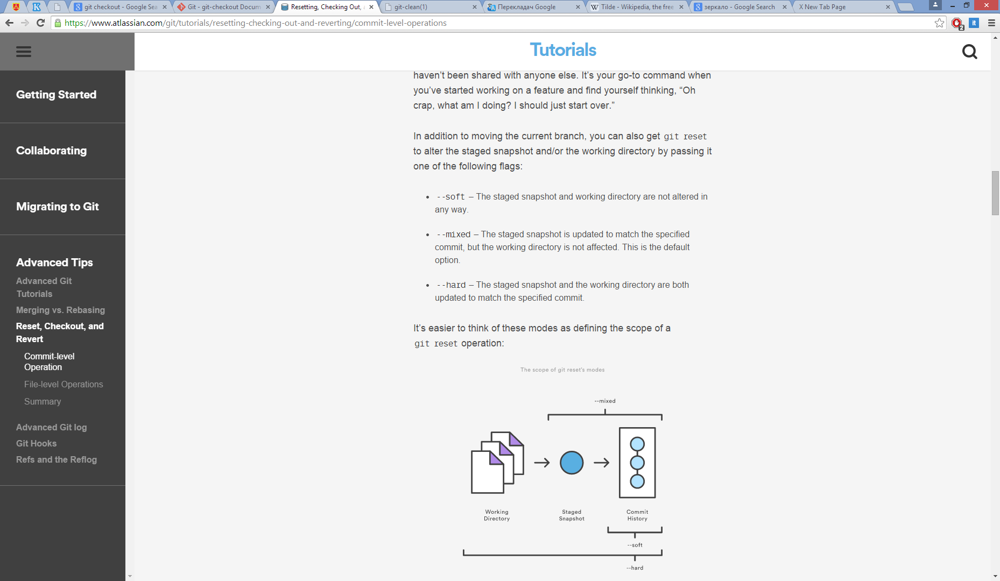 git checkout - Google Sea
Git - git-checkout Docum
Resetting, Checking Out,
git-clean(1)
Перекладач Google
Tilde - Wikipedia, the free
зеркало - Google Search
X New Tab Page
https://www.atlassian.com/git/tutorials/resetting-checking-out-and-reverting/commit-level-operations
2
it
Tutorials
Getting Started
Collaborating
Migrating to Git
Advanced Tips
Advanced Git
Tutorials
Merging vs. Rebasing
Reset, Checkout, and
Revert
Commit-level
Operation
File-level Operations
Summary
Advanced Git log
Git Hooks
Refs and the Reflog
haven’t been shared with anyone else. It’s your go-to command when
you’ve started working on a feature and find yourself thinking, “Oh
crap, what am I doing? I should just start over.”
In addition to moving the current branch, you can also get git reset
to alter the staged snapshot and/or the working directory by passing it
one of the following flags:
• --soft – The staged snapshot and working directory are not altered in
any way.
• --mixed – The staged snapshot is updated to match the specified
commit, but the working directory is not affected. This is the default
option.
• --hard – The staged snapshot and the working directory are both
updated to match the specified commit.
It’s easier to think of these modes as defining the scope of a
git reset operation:
The scope of git reset's modes
--mixed
Working
Directory
Staged
Snapshot
Commit
History
--soft
--hard